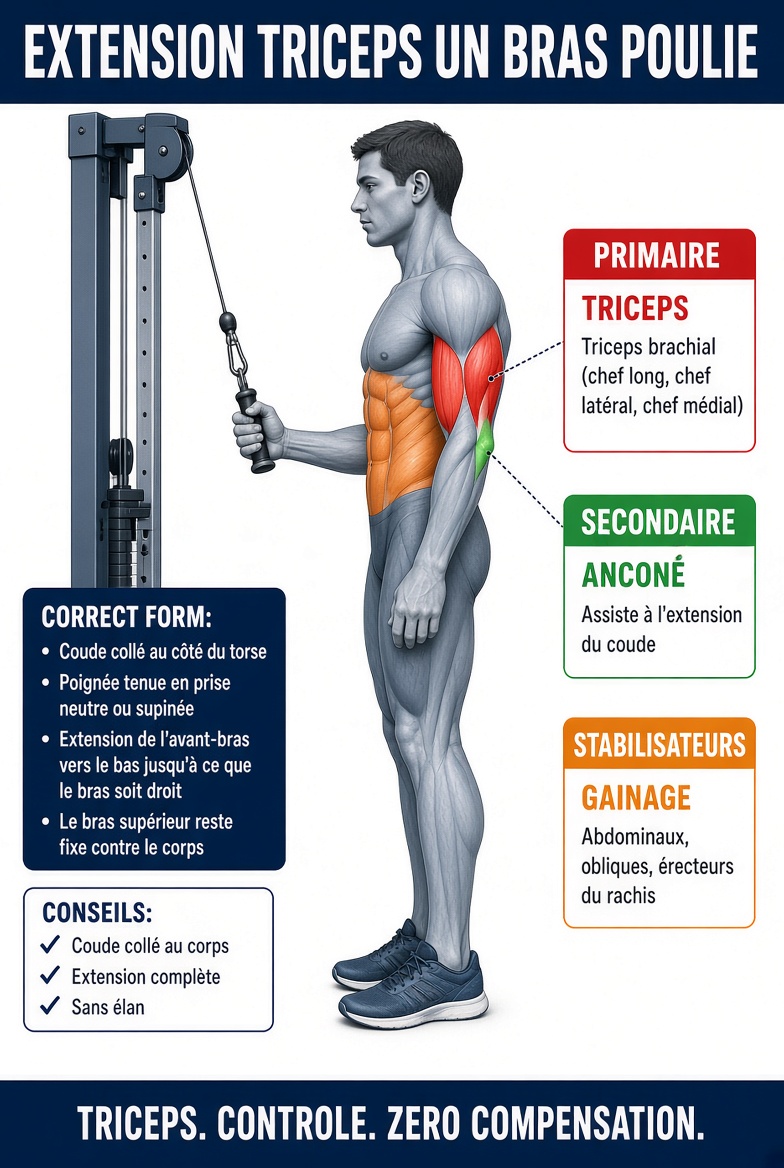 EXTENSION TRICEPS UN BRAS POULIE
PRIMAIRE
TRICEPS
Triceps brachial
(chef long, chef
latéral, chef médial)
SECONDAIRE
ANCONÉ
Assiste à l'extension
du coude
STABILISATEURS
GAINAGE
Abdominaux,
obliques, érecteurs
du rachis
CORRECT FORM:
• Coude collé au côté du torse
• Poignée tenue en prise
neutre ou supinée
• Extension de l'avant-bras
vers le bas jusqu'à ce que
le bras soit droit
• Le bras supérieur reste
fixe contre le corps
CONSEILS:
✓ Coude collé au corps
✓ Extension complète
✓ Sans élan
TRICEPS. CONTROLE. ZERO COMPENSATION.